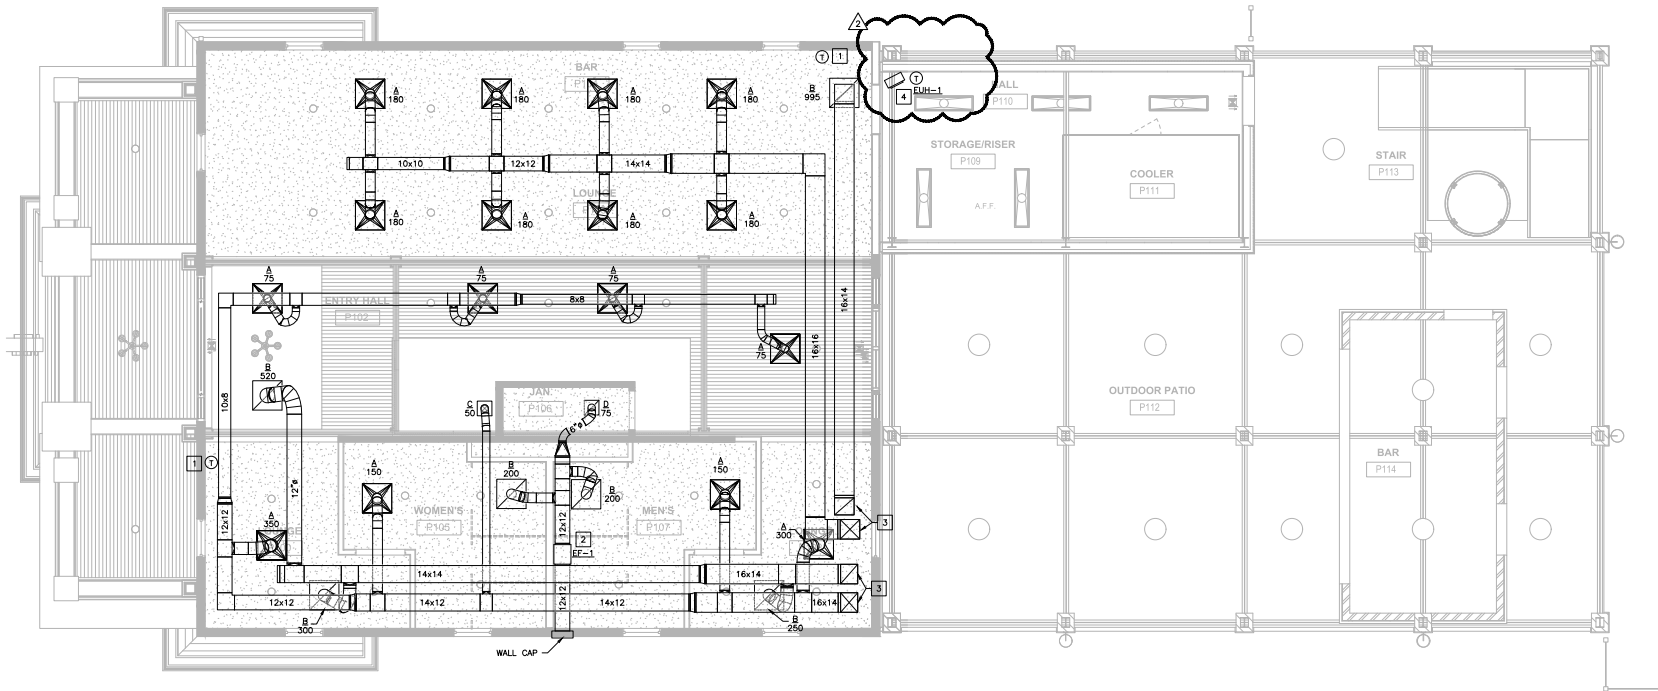 2
T
1
BAR
T
EUH-1
4
HALL
P110
A
180
A
180
A
180
A
180
B
995
STORAGE/RISER
P109
COOLER
P111
STAIR
P113
10x10
12x12
14x14
LOUNGE
A.F.F.
A
180
A
180
A
180
A
180
A
75
A
75
A
75
ENTRY HALL
P102
8x8
16x14
16x16
A
75
B
520
10x8
JAN.
P106
C
50
D
75
6"ø
OUTDOOR PATIO
P112
BAR
P114
1
T
A
150
B
200
B
200
A
150
12"ø
WOMEN'S
P105
MEN'S
P107
12x12
A
350
12x12
2
EF-1
A
300
3
14x14
16x14
3
12x12
14x12
12x12
14x12
16x14
B
300
B
250
WALL CAP